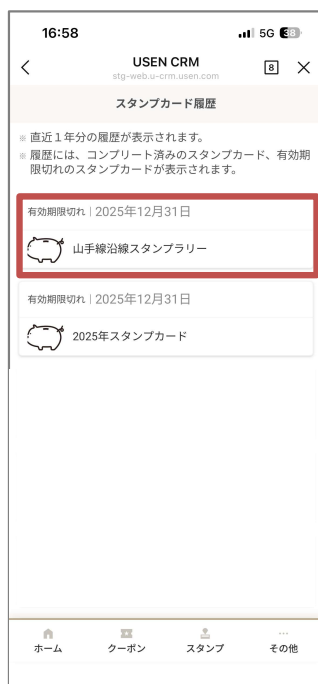 16:58
5G 38
USEN CRM
stg-web.u-crm.usen.com
8
スタンプカード履歴
※ 直近１年分の履歴が表示されます。
※ 履歴には、コンプリート済みのスタンプカード、有効期
限切れのスタンプカードが表示されます。
有効期限切れ | 2025年12月31日
山手線沿線スタンプラリー
有効期限切れ | 2025年12月31日
2025年スタンプカード
ホーム クーポン スタンプ その他